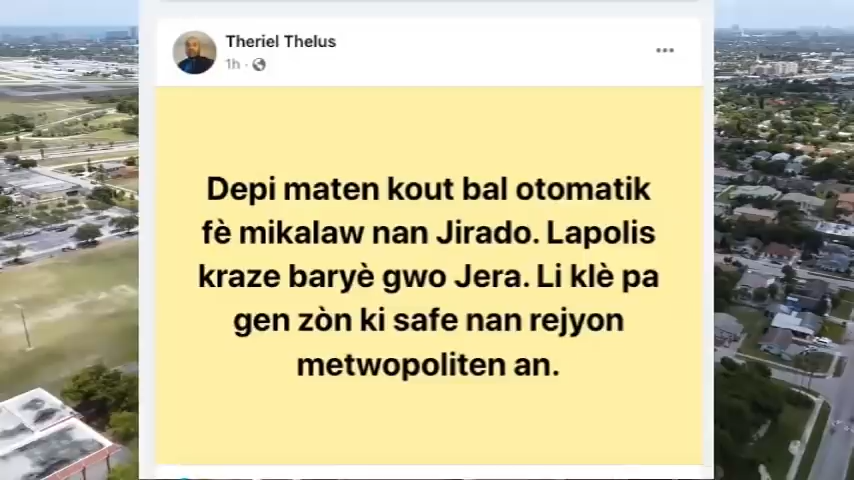 Theriel Thelus
1h ·
Depi maten kout bal otomatik
fè mikalaw nan Jirado. Lapolis
kraze baryè gwo Jera. Li klè pa
gen zòn ki safe nan rejyon
metwopoliten an.